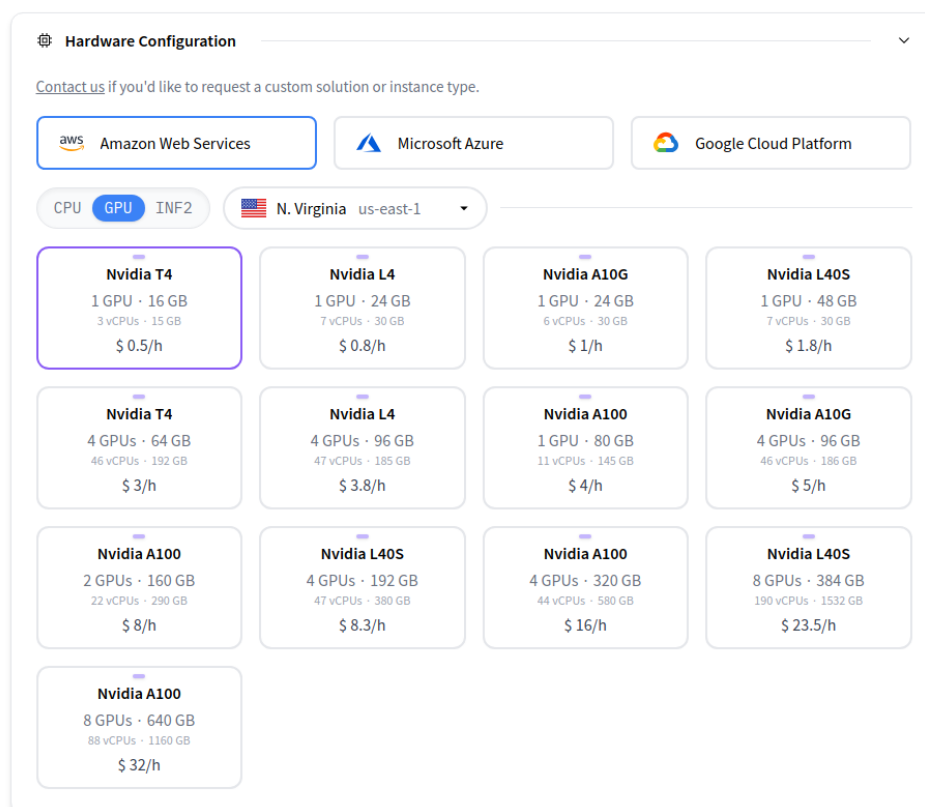 Hardware Configuration
Contact us if you'd like to request a custom solution or instance type.
aws Amazon Web Services
Microsoft Azure
Google Cloud Platform
CPU GPU INF2
N. Virginia us-east-1
Nvidia T4
1 GPU · 16 GB
3 vCPUs · 15 GB
$ 0.5/h
Nvidia L4
1 GPU · 24 GB
7 vCPUs · 30 GB
$ 0.8/h
Nvidia A10G
1 GPU · 24 GB
6 vCPUs · 30 GB
$ 1/h
Nvidia L40S
1 GPU · 48 GB
7 vCPUs · 30 GB
$ 1.8/h
Nvidia T4
4 GPUs · 64 GB
46 vCPUs · 192 GB
$ 3/h
Nvidia L4
4 GPUs · 96 GB
47 vCPUs · 185 GB
$ 3.8/h
Nvidia A100
1 GPU · 80 GB
11 vCPUs · 145 GB
$ 4/h
Nvidia A10G
4 GPUs · 96 GB
46 vCPUs · 186 GB
$ 5/h
Nvidia A100
2 GPUs · 160 GB
22 vCPUs · 290 GB
$ 8/h
Nvidia L40S
4 GPUs · 192 GB
47 vCPUs · 380 GB
$ 8.3/h
Nvidia A100
4 GPUs · 320 GB
44 vCPUs · 580 GB
$ 16/h
Nvidia L40S
8 GPUs · 384 GB
190 vCPUs · 1532 GB
$ 23.5/h
Nvidia A100
8 GPUs · 640 GB
88 vCPUs · 1160 GB
$ 32/h